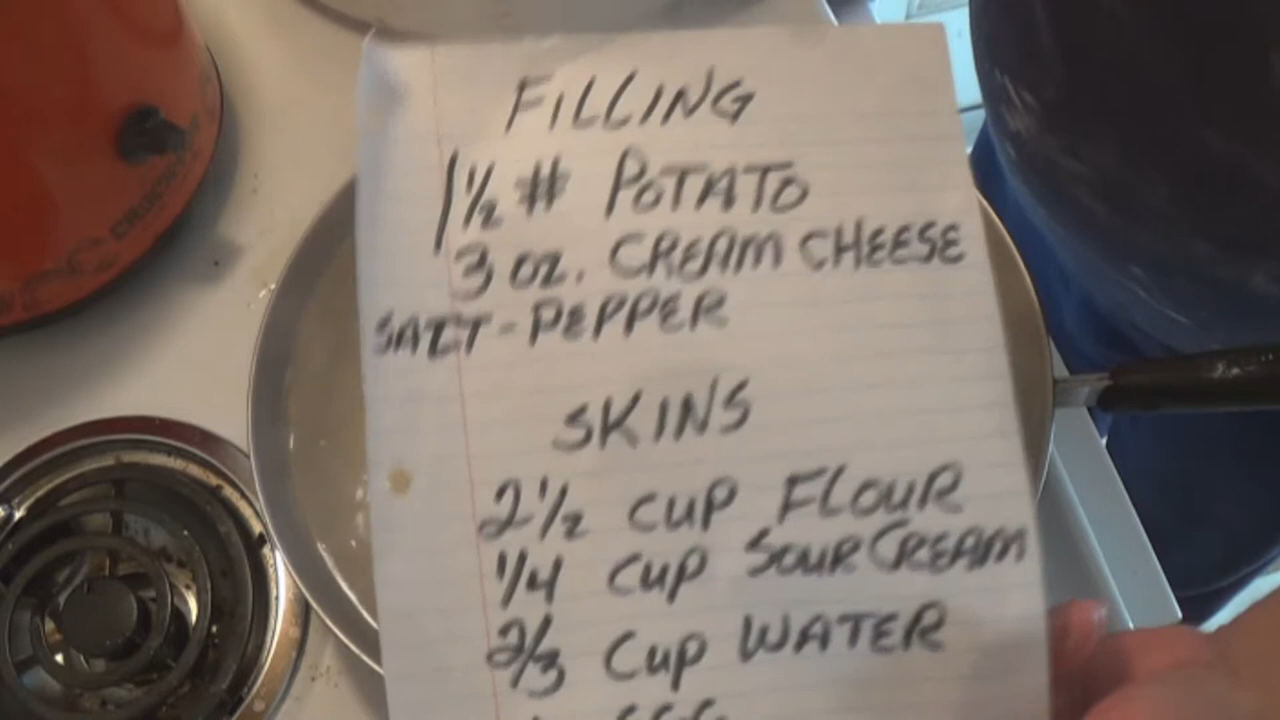 FILLING
1½ # POTATO
3 oz. CREAM CHEESE
SALT-PEPPER
SKINS
2½ CUP FLOUR
1/4 CUP SOUR CREAM
2/3 CUP WATER